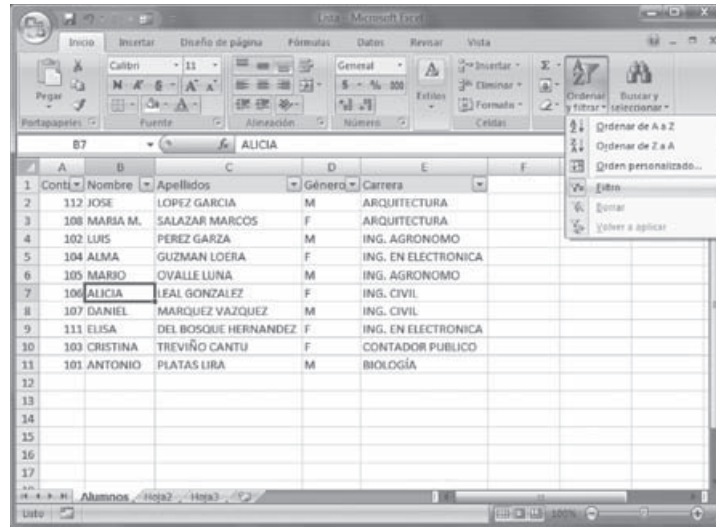 Lista - Microsoft Excel
Inicio Insertar Diseño de página Fórmulas Datos Revisar Vista
Pegar
Calibri 11
N K S
General
$ % 000
Estilos
Insertar
Eliminar
Formato
Σ
Ordenar y filtrar
Buscar y seleccionar
Portapapeles Fuente Alineación Número Celdas
Ordenar de A a Z
Ordenar de Z a A
Orden personalizado...
Filtro
Borrar
Volver a aplicar
B7 fx ALICIA
A B C D E F
1 Conti Nombre Apellidos Género Carrera
2 112 JOSE LOPEZ GARCIA M ARQUITECTURA
3 108 MARIA M. SALAZAR MARCOS F ARQUITECTURA
4 102 LUIS PEREZ GARZA M ING. AGRONOMO
5 104 ALMA GUZMAN LOERA F ING. EN ELECTRONICA
6 105 MARIO OVALLE LUNA M ING. AGRONOMO
7 106 ALICIA LEAL GONZALEZ F ING. CIVIL
8 107 DANIEL MARQUEZ VAZQUEZ M ING. CIVIL
9 111 ELISA DEL BOSQUE HERNANDEZ F ING. EN ELECTRONICA
10 103 CRISTINA TREVIÑO CANTU F CONTADOR PUBLICO
11 101 ANTONIO PLATAS LIRA M BIOLOGÍA
12
13
14
15
16
17
Alumnos Hoja2 Hoja3
Listo 100%